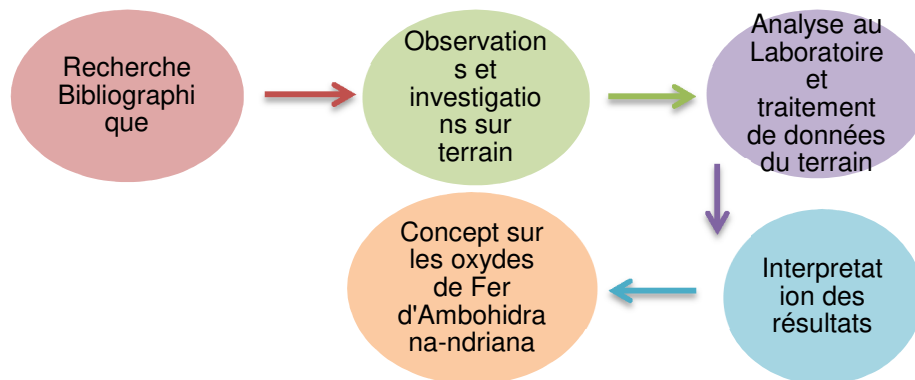 Recherche
Bibliographi
que
Observation
s et
investigatio
ns sur
terrain
Analyse au
Laboratoire
et
traitement
de données
du terrain
Interpretat
ion des
résultats
Concept sur
les oxydes
de Fer
d'Ambohidra
na-ndriana